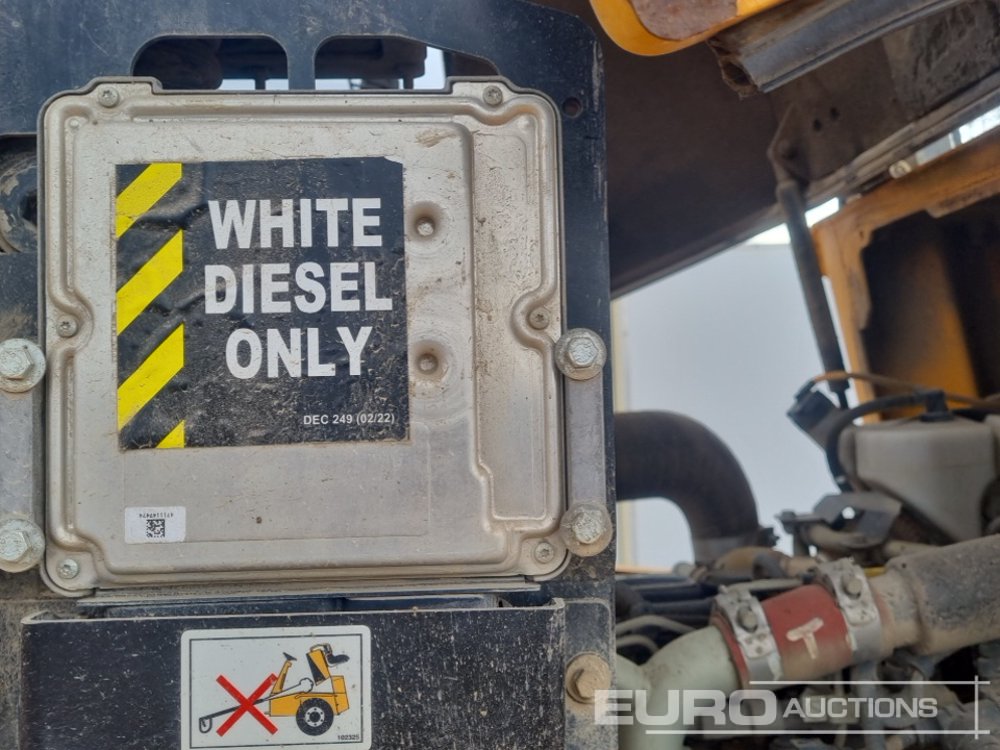 WHITE
DIESEL
ONLY
DEC 249 (02/22)
102325
T
EURO AUCTIONS